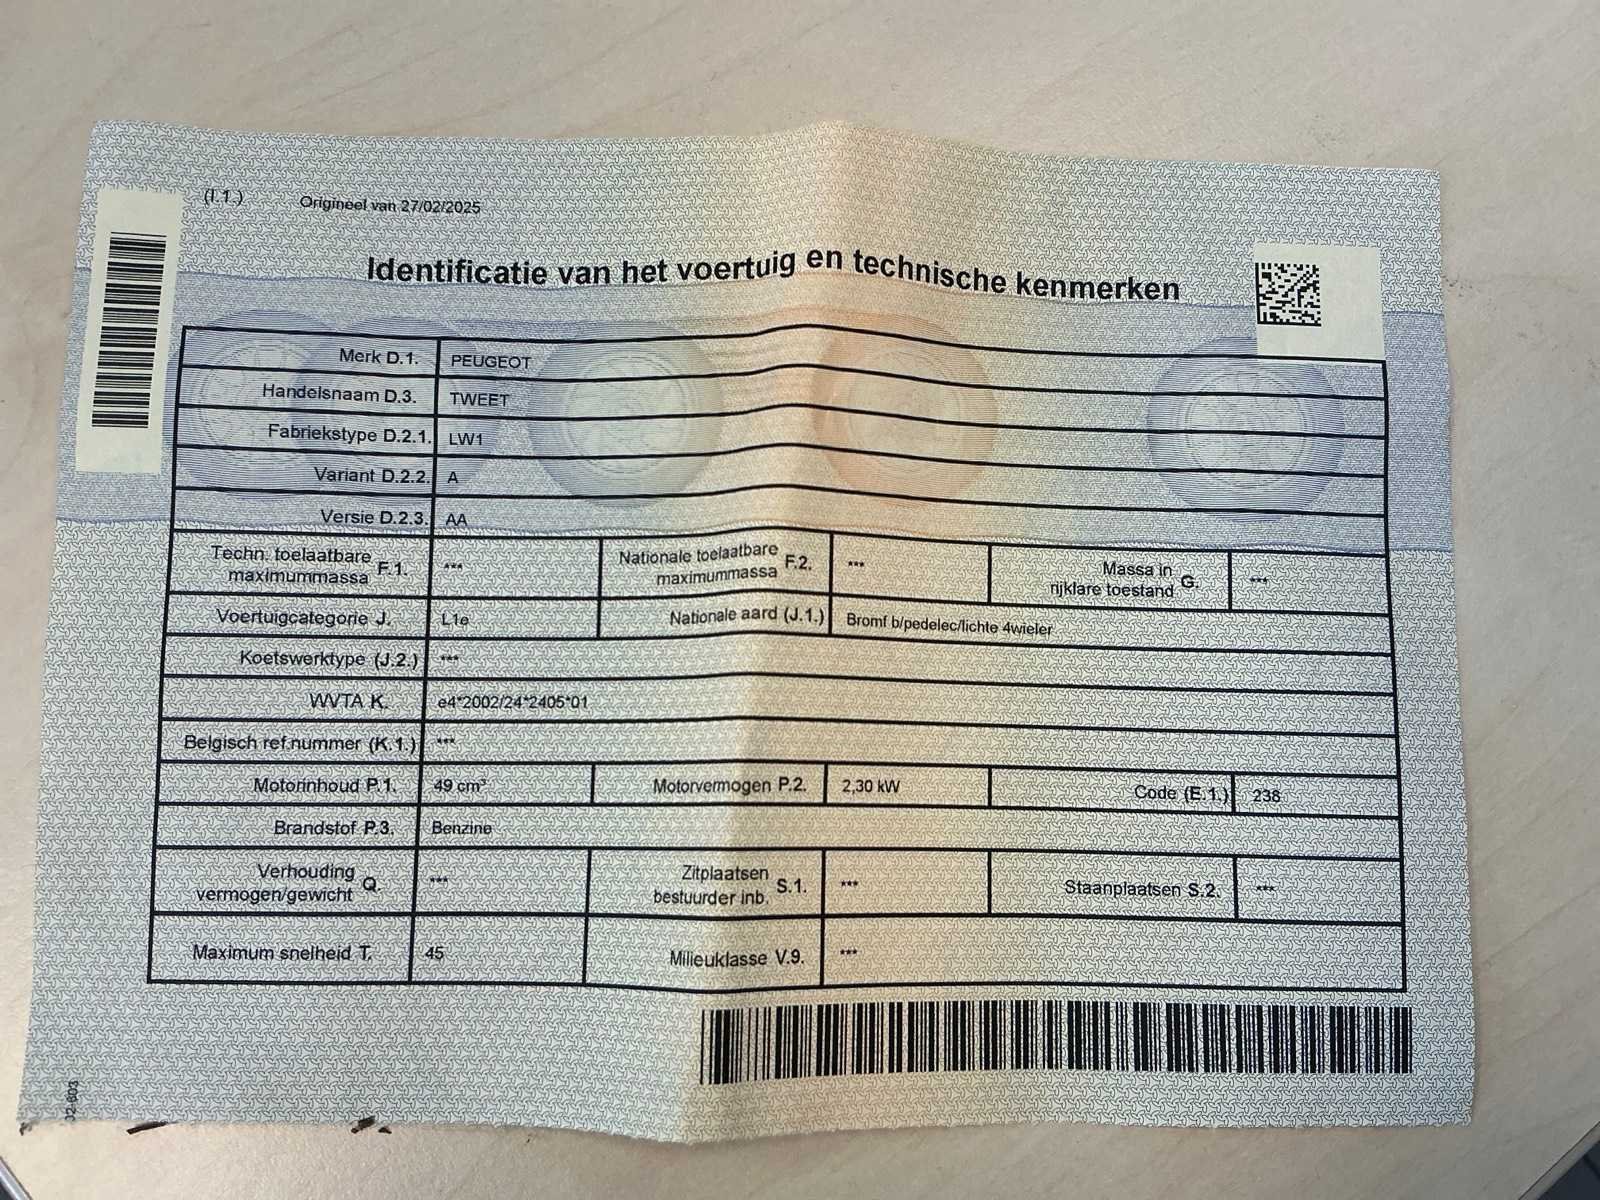 (I.1.) Origineel van 27/02/2025
Identificatie van het voertuig en technische kenmerken
Merk D.1. PEUGEOT
Handelsnaam D.3. TWEET
Fabriekstype D.2.1. LW1
Variant D.2.2. A
Versie D.2.3. AA
Techn. toelaatbare maximummassa F.1. *** Nationale toelaatbare maximummassa F.2. *** Massa in rijklare toestand G. ***
Voertuigcategorie J. L1e Nationale aard (J.1.) Bromf b/pedelec/lichte 4wieler
Koetswerktype (J.2.) ***
WVTA K. e4*2002/24*2405*01
Belgisch ref.nummer (K.1.) ***
Motorinhoud P.1. 49 cm³ Motorvermogen P.2. 2,30 kW Code (E.1.) 238
Brandstof P.3. Benzine
Verhouding vermogen/gewicht Q. *** Zitplaatsen bestuurder inb. S.1. *** Staanplaatsen S.2. ***
Maximum snelheid T. 45 Milieuklasse V.9. ***
02-603